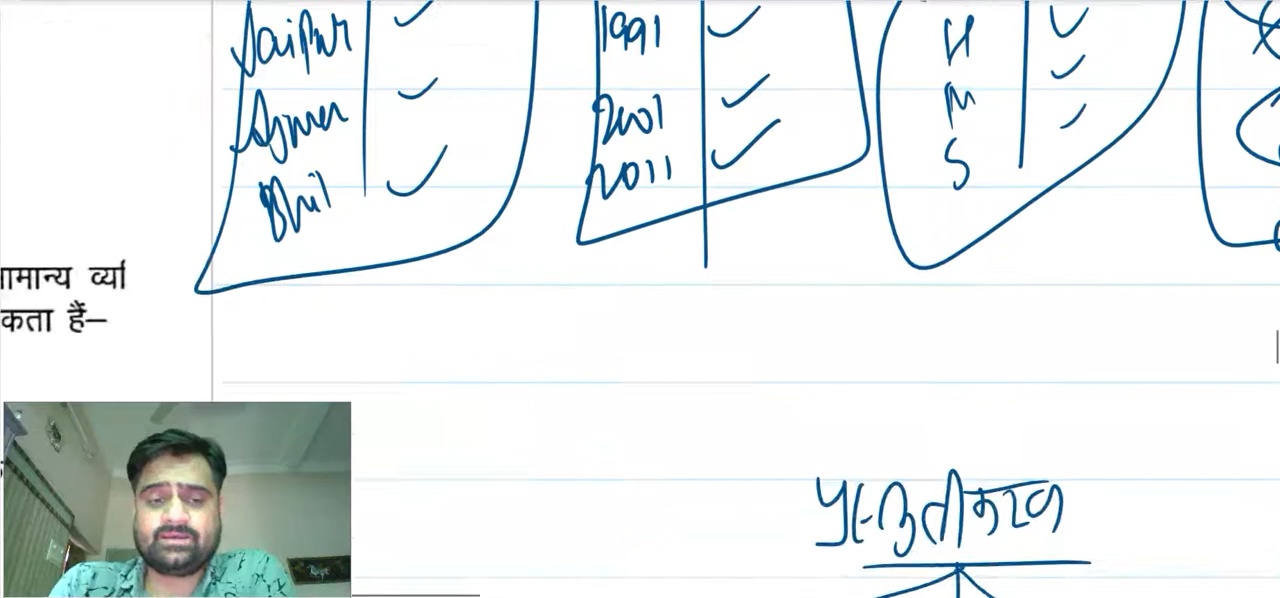 Jaipur
Ajmer
Bhil
1991
2001
2011
H
M
S
ामान्य र्व्या
कता हैं–
प्रस्तुतीकरण